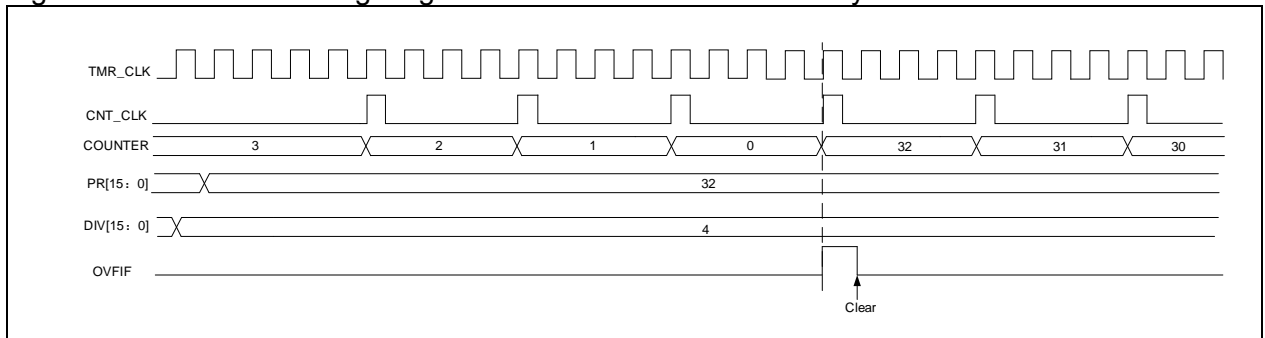 TMR_CLK
CNT_CLK
COUNTER 3 2 1 0 32 31 30
PR[15：0] 32
DIV[15：0] 4
OVFIF
Clear